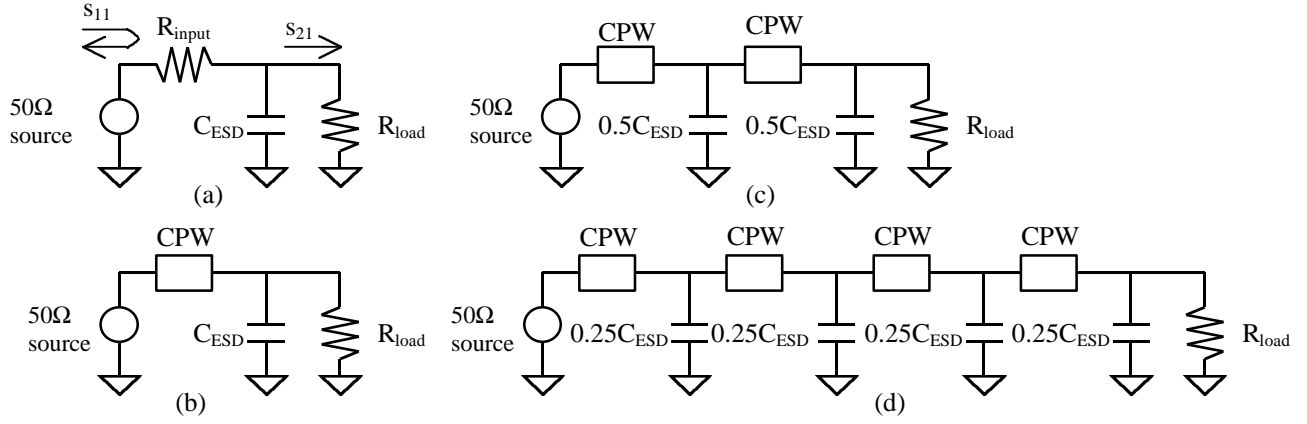 s11
Rinput
s21
50Ω
source
CESD
Rload
(a)
CPW
CPW
50Ω
source
0.5CESD
0.5CESD
Rload
(c)
CPW
50Ω
source
CESD
Rload
(b)
CPW
CPW
CPW
CPW
50Ω
source
0.25CESD
0.25CESD
0.25CESD
0.25CESD
Rload
(d)